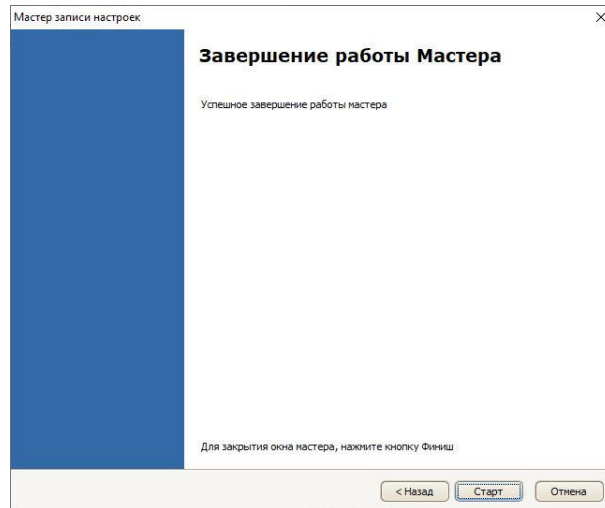 Мастер записи настроек
Завершение работы Мастера
Успешное завершение работы мастера
Для закрытия окна мастера, нажмите кнопку Финиш
< Назад Старт Отмена